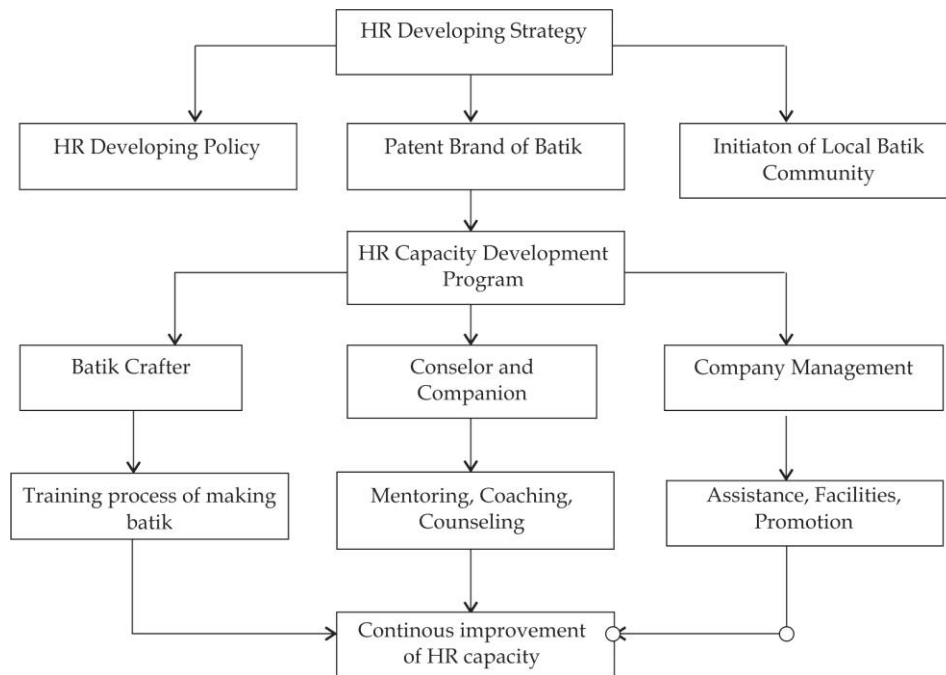 HR Developing Strategy
HR Developing Policy
Patent Brand of Batik
Initiaton of Local Batik
Community
HR Capacity Development
Program
Batik Crafter
Conselor and
Companion
Company Management
Training process of making
batik
Mentoring, Coaching,
Counseling
Assistance, Facilities,
Promotion
Continous improvement
of HR capacity